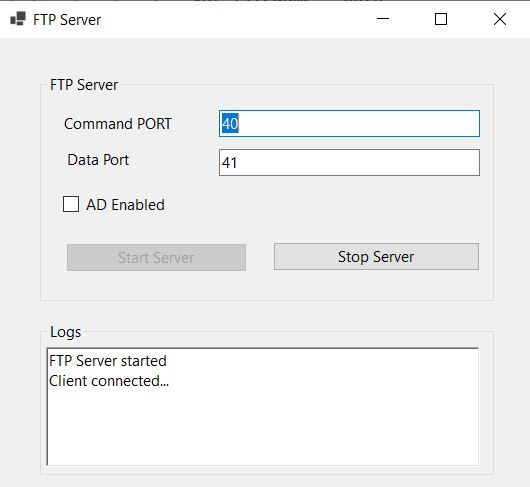 FTP Server
FTP Server
Command PORT 40
Data Port 41
AD Enabled
Start Server Stop Server
Logs
FTP Server started
Client connected...